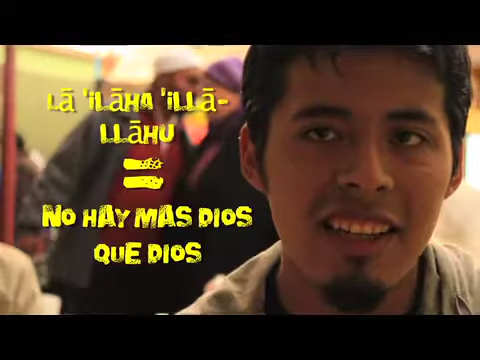 Lā 'ilāha 'illā-
llāhu
=
NO HAY MAS DIOS
QUE DIOS